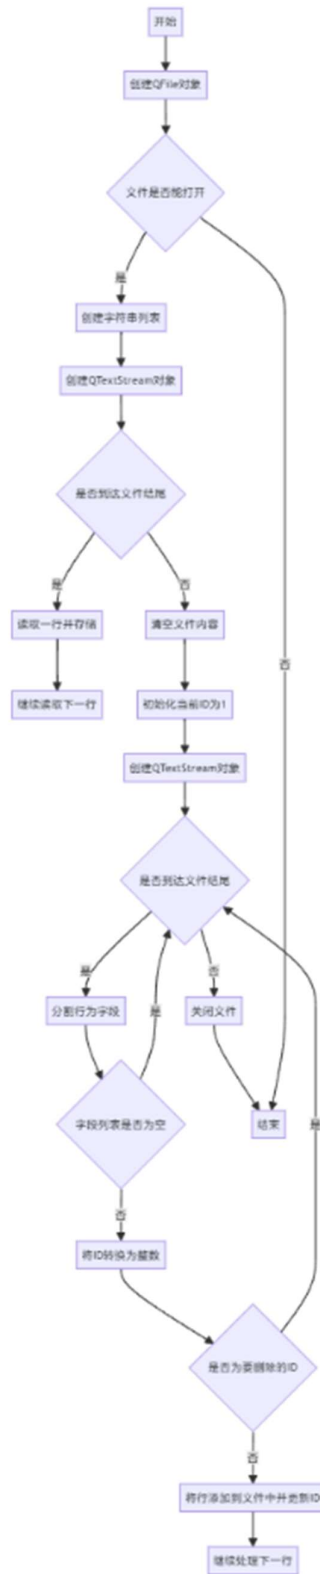 开始
创建QFile对象
文件是否能打开
是
创建字符串列表
创建QTextStream对象
是否到达文件结尾
是
否
读取一行并存储
清空文件内容
否
继续读取下一行
初始化当前ID为1
创建QTextStream对象
是否到达文件结尾
是
否
分割行为字段
是
关闭文件
字段列表是否为空
结束
是
否
将ID转换为整数
是否为要删除的ID
否
将行添加到文件中并更新ID
继续处理下一行